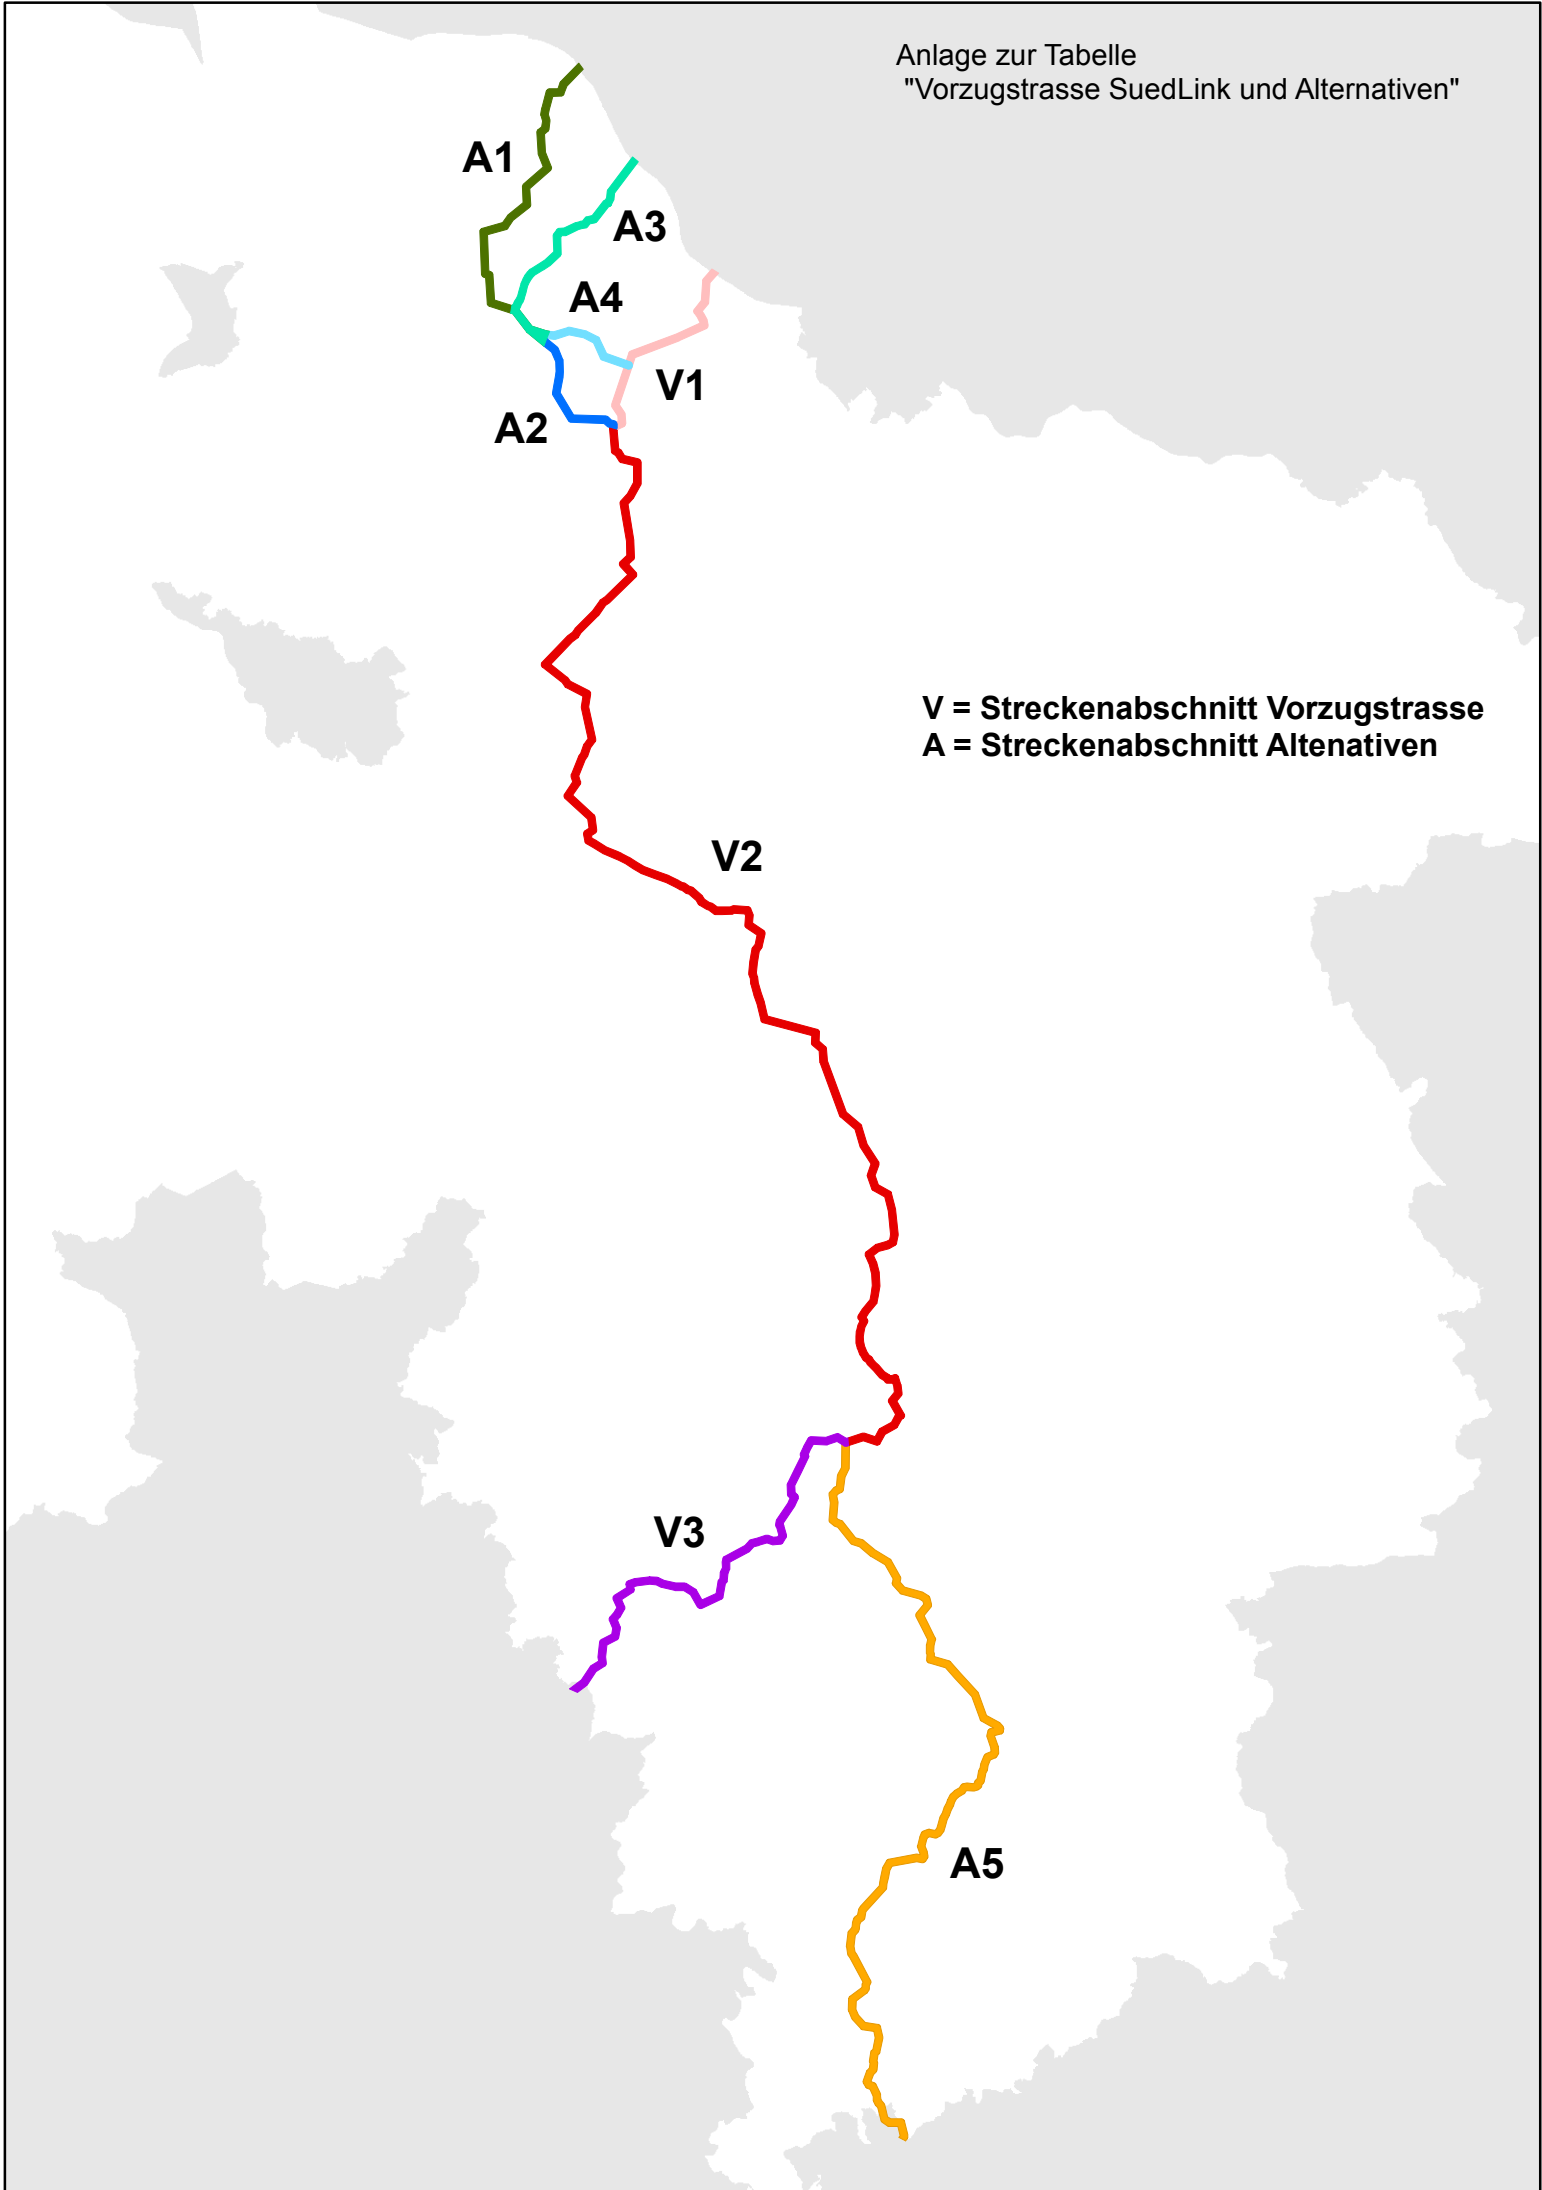 Anlage zur Tabelle
"Vorzugstrasse SuedLink und Alternativen"
A1
A3
A4
V1
A2
V = Streckenabschnitt Vorzugstrasse
A = Streckenabschnitt Altenativen
V2
V3
A5